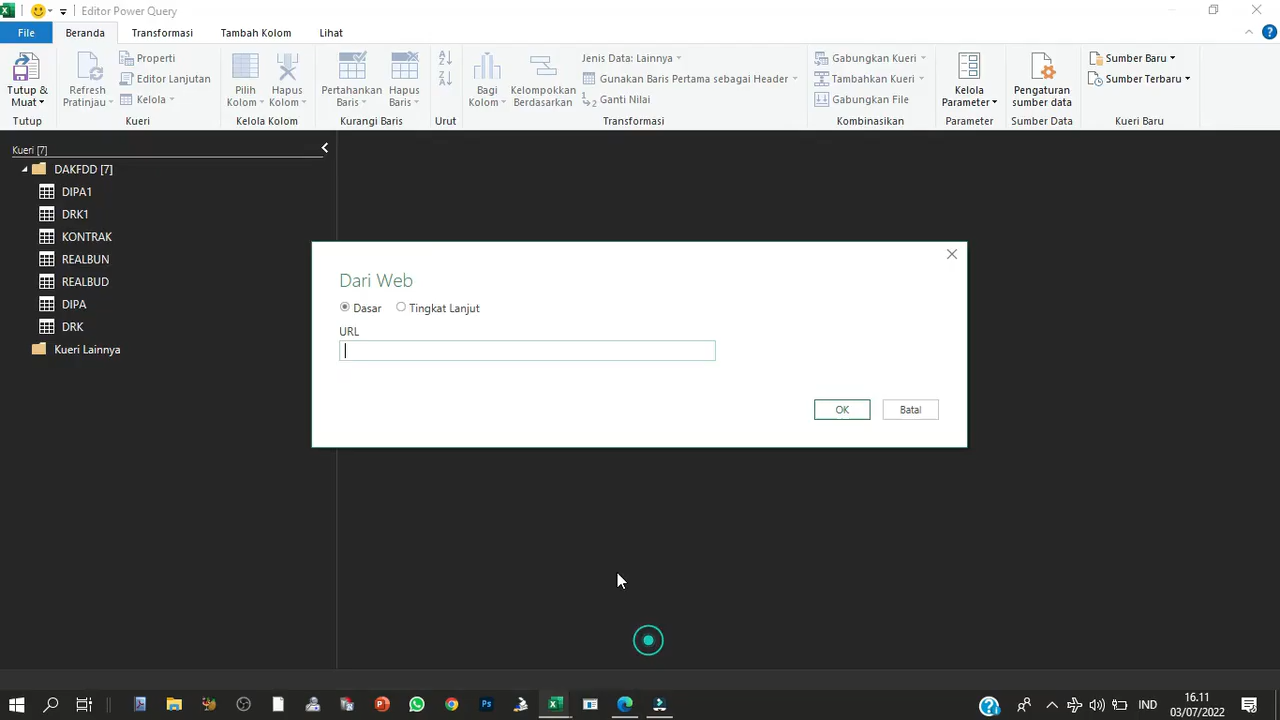 Editor Power Query
File Beranda Transformasi Tambah Kolom Lihat
Tutup & Muat
Tutup
Refresh Pratinjau
Properti
Editor Lanjutan
Kelola
Kueri
Pilih Kolom
Hapus Kolom
Kelola Kolom
Pertahankan Baris
Hapus Baris
Kurangi Baris
A Z
Z A
Urut
Bagi Kolom
Kelompokkan Berdasarkan
Jenis Data: Lainnya
Gunakan Baris Pertama sebagai Header
1 2 Ganti Nilai
Transformasi
Gabungkan Kueri
Tambahkan Kueri
Gabungkan File
Kombinasikan
Kelola Parameter
Parameter
Pengaturan sumber data
Sumber Data
Sumber Baru
Sumber Terbaru
Kueri Baru
Kueri [7]
DAKFDD [7]
DIPA1
DRK1
KONTRAK
REALBUN
REALBUD
DIPA
DRK
Kueri Lainnya
Dari Web
Dasar Tingkat Lanjut
URL
OK Batal
IND
16.11
03/07/2022